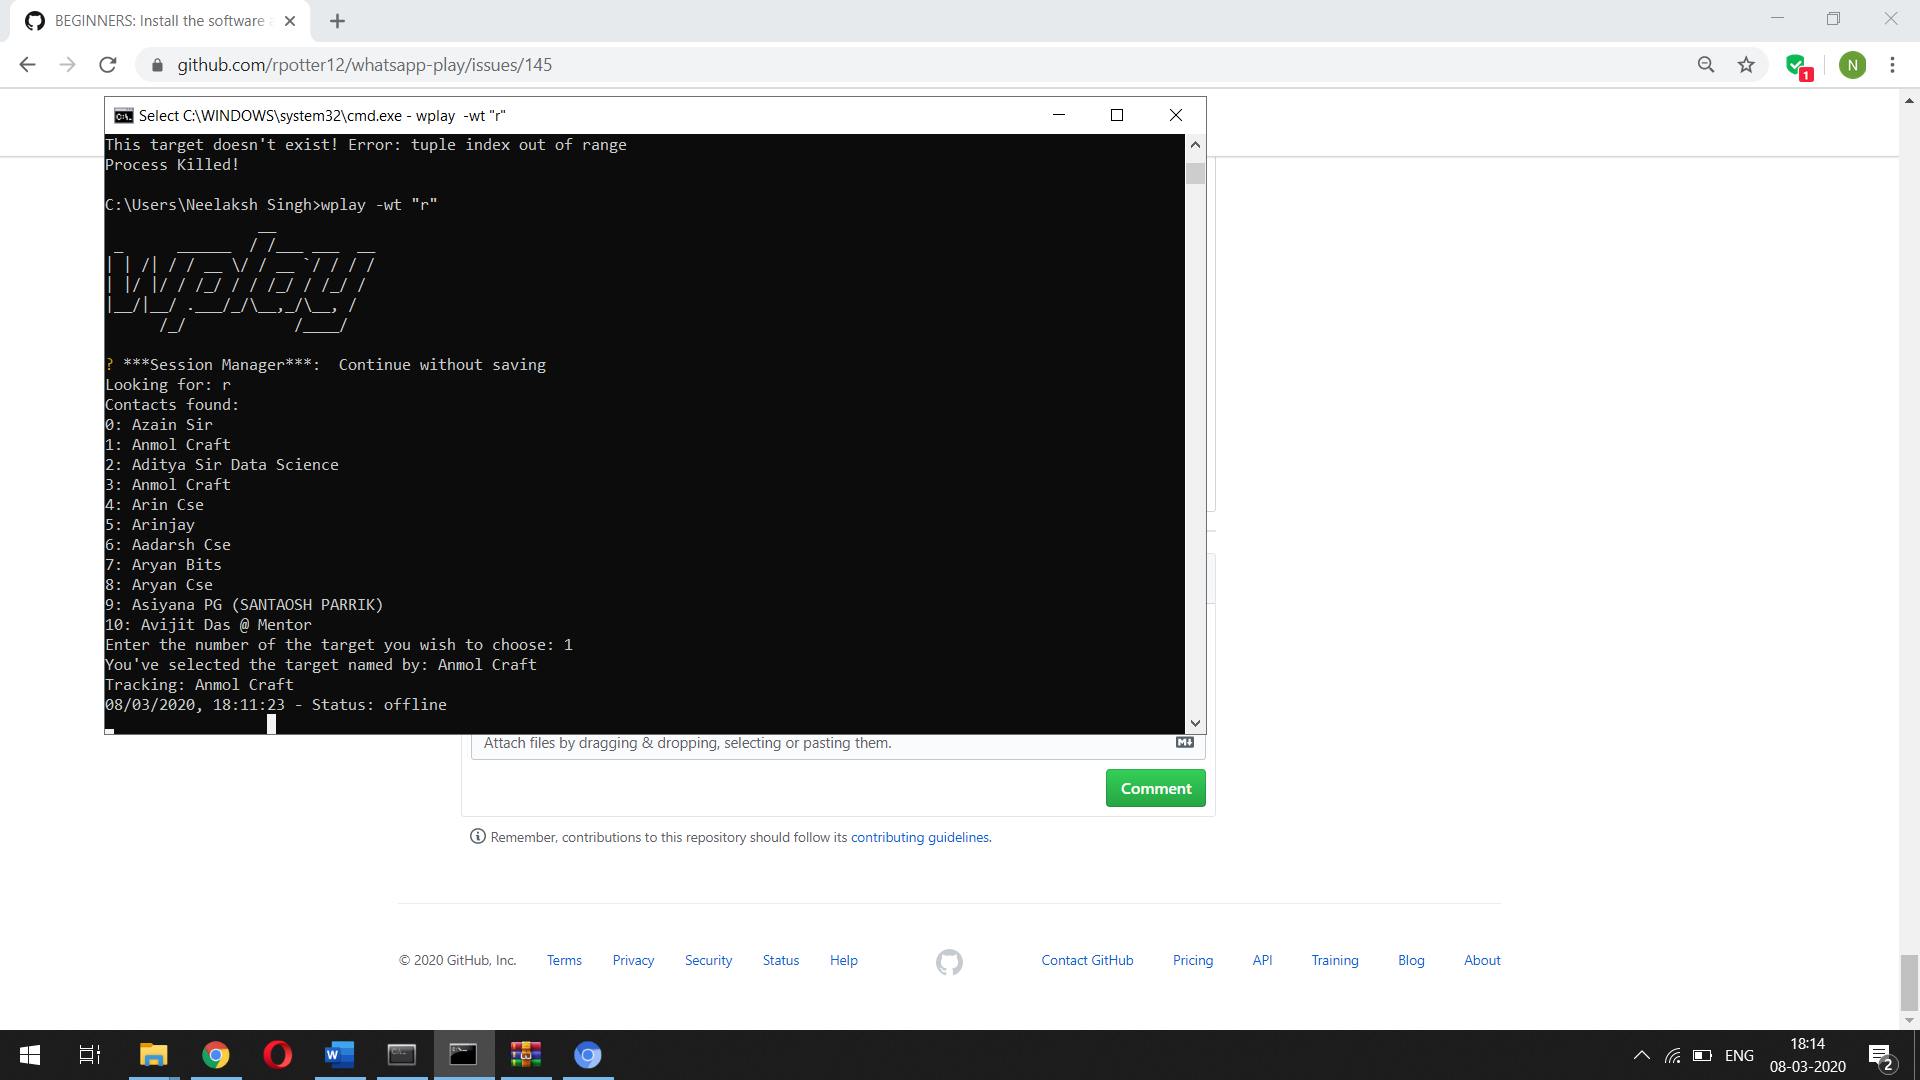 BEGINNERS: Install the software a
github.com/rpotter12/whatsapp-play/issues/145
1
N
Select C:\WINDOWS\system32\cmd.exe - wplay  -wt "r"
This target doesn't exist! Error: tuple index out of range
Process Killed!
C:\Users\Neelaksh Singh>wplay -wt "r"
wplay
? ***Session Manager***:  Continue without saving
Looking for: r
Contacts found:
0: Azain Sir
1: Anmol Craft
2: Aditya Sir Data Science
3: Anmol Craft
4: Arin Cse
5: Arinjay
6: Aadarsh Cse
7: Aryan Bits
8: Aryan Cse
9: Asiyana PG (SANTAOSH PARRIK)
10: Avijit Das @ Mentor
Enter the number of the target you wish to choose: 1
You've selected the target named by: Anmol Craft
Tracking: Anmol Craft
08/03/2020, 18:11:23 - Status: offline
Attach files by dragging & dropping, selecting or pasting them.
Comment
Remember, contributions to this repository should follow its contributing guidelines.
© 2020 GitHub, Inc. Terms Privacy Security Status Help Contact GitHub Pricing API Training Blog About
ENG
18:14
08-03-2020
2